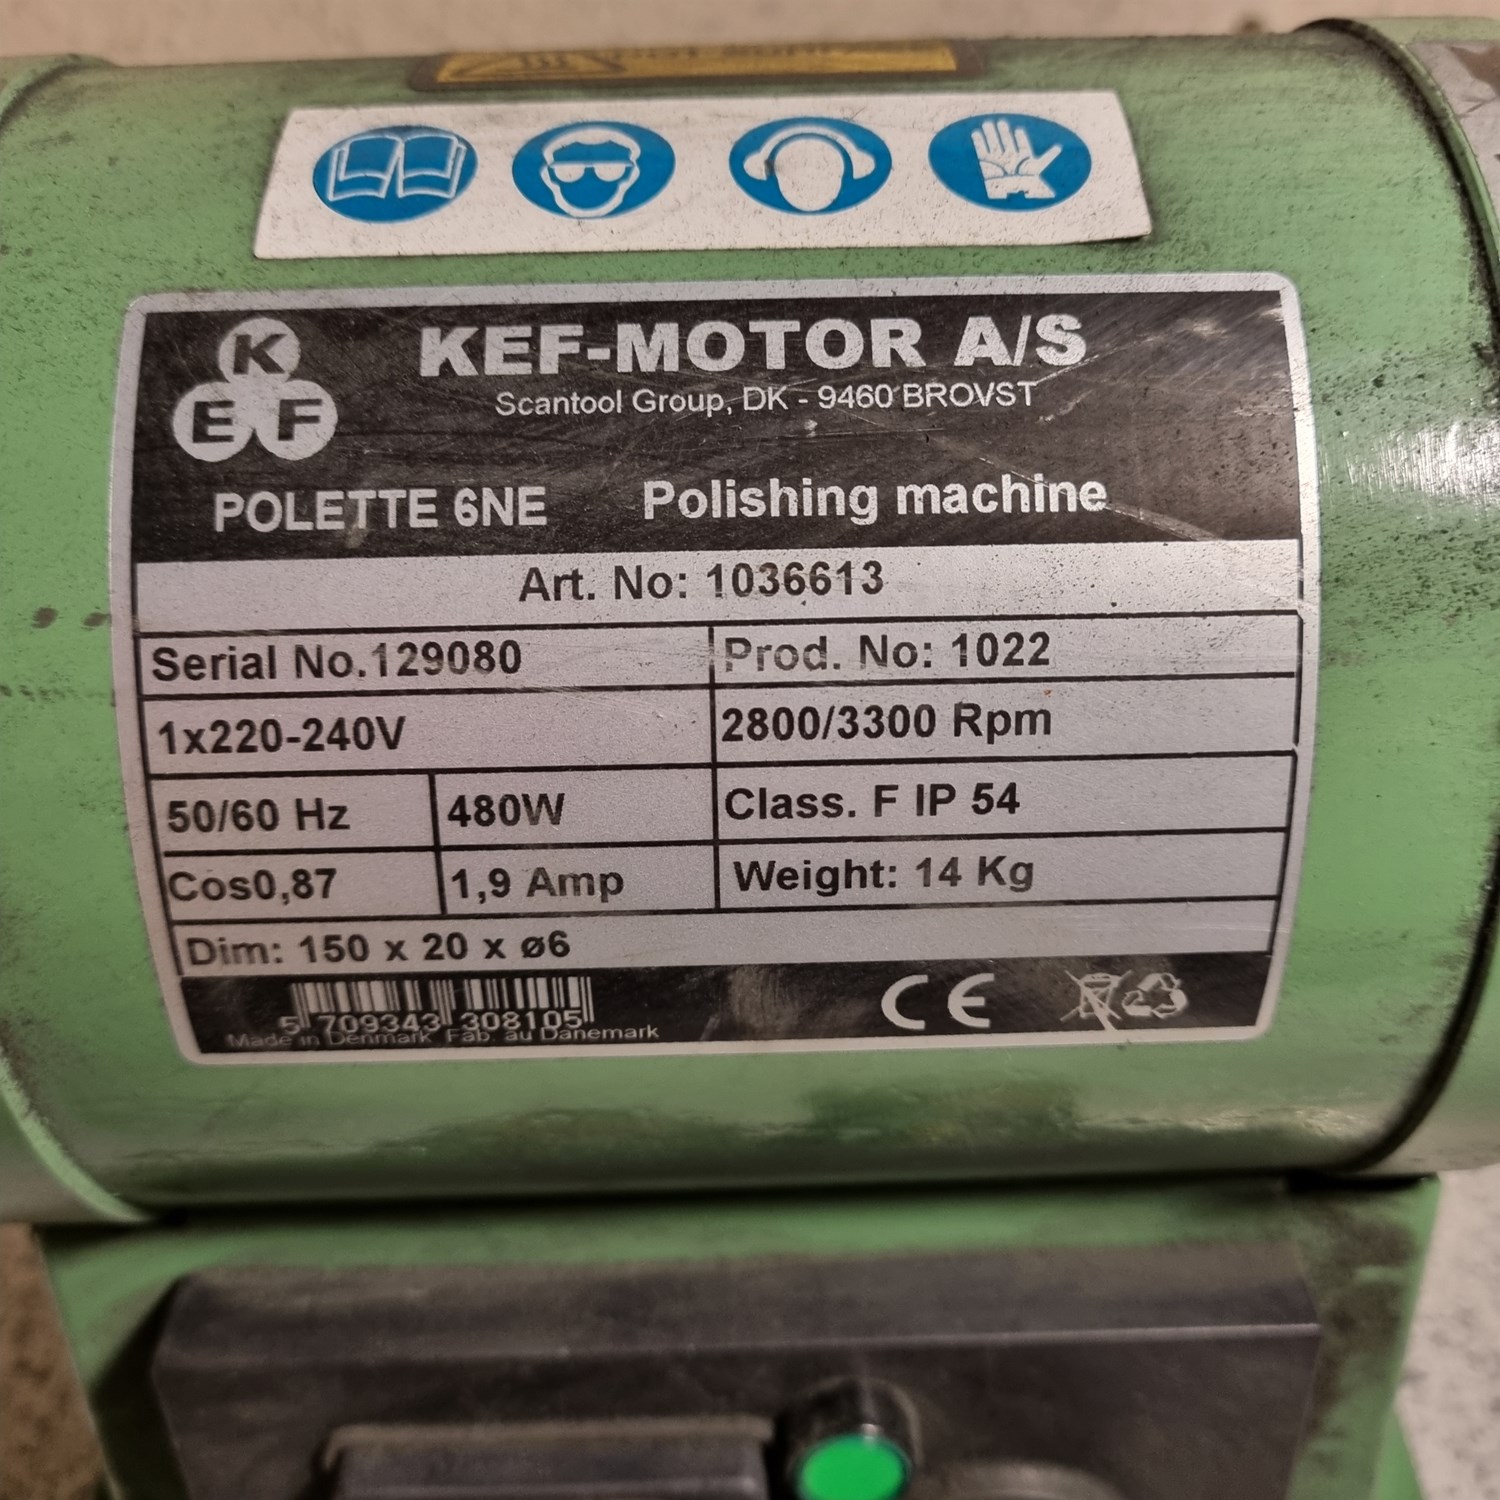 K
E F
KEF-MOTOR A/S
Scantool Group, DK - 9460 BROVST
POLETTE 6NE Polishing machine
Art. No: 1036613
Serial No.129080 Prod. No: 1022
1x220-240V 2800/3300 Rpm
50/60 Hz 480W Class. F IP 54
Cos0,87 1,9 Amp Weight: 14 Kg
Dim: 150 x 20 x ø6
5 709343 308105
CE
Made in Denmark Fab. au Danemark